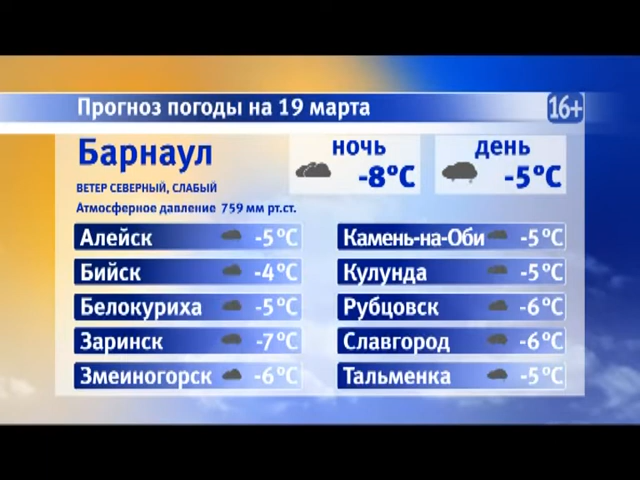 Прогноз погоды на 19 марта
16+
Барнаул
ВЕТЕР СЕВЕРНЫЙ, СЛАБЫЙ
Атмосферное давление 759 мм рт.ст.
ночь
-8°C
день
-5°C
Алейск -5°C
Бийск -4°C
Белокуриха -5°C
Заринск -7°C
Змеиногорск -6°C
Камень-на-Оби -5°C
Кулунда -5°C
Рубцовск -6°C
Славгород -6°C
Тальменка -5°C